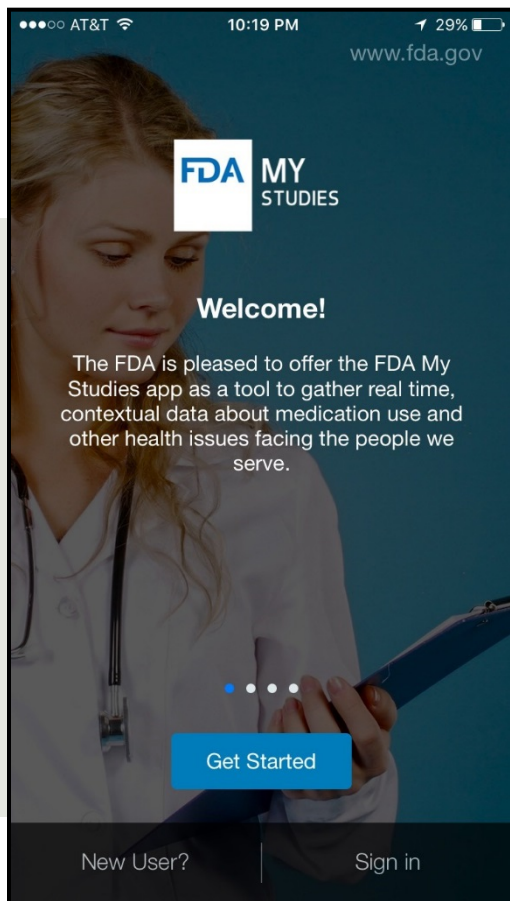 AT&T 10:19 PM 29%
www.fda.gov
FDA MY
STUDIES
Welcome!
The FDA is pleased to offer the FDA My
Studies app as a tool to gather real time,
contextual data about medication use and
other health issues facing the people we
serve.
Get Started
New User? Sign in